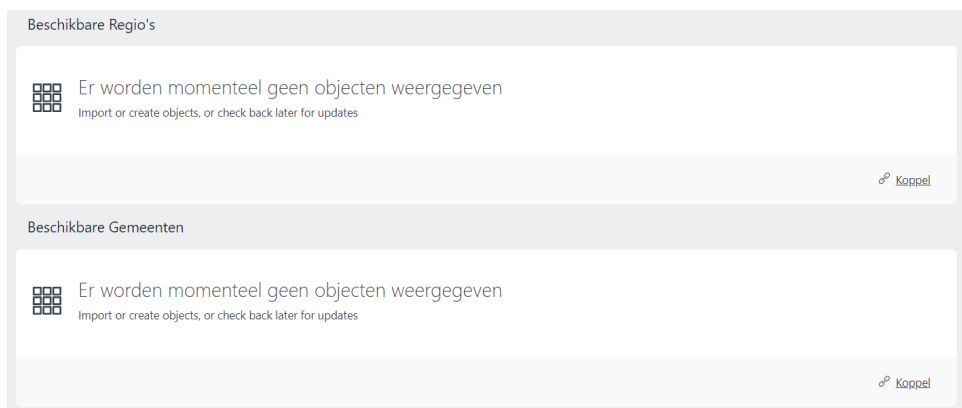 Beschikbare Regio's
Er worden momenteel geen objecten weergegeven
Import or create objects, or check back later for updates
Koppel
Beschikbare Gemeenten
Er worden momenteel geen objecten weergegeven
Import or create objects, or check back later for updates
Koppel